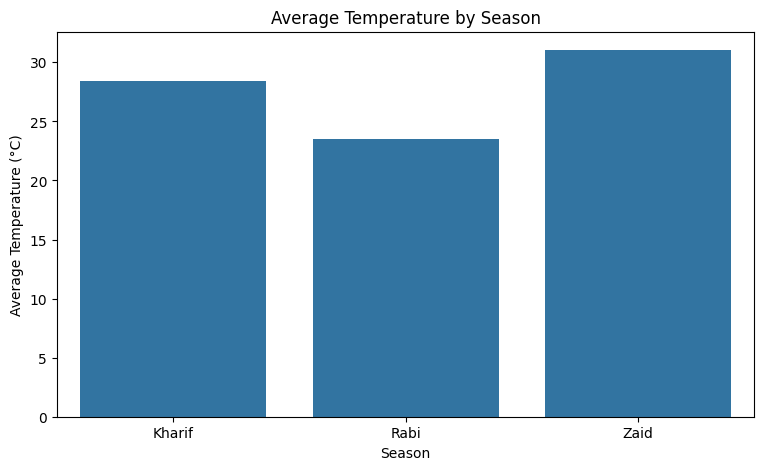 Average Temperature by Season
Average Temperature (°C)
30
25
20
15
10
5
0
Kharif
Rabi
Zaid
Season